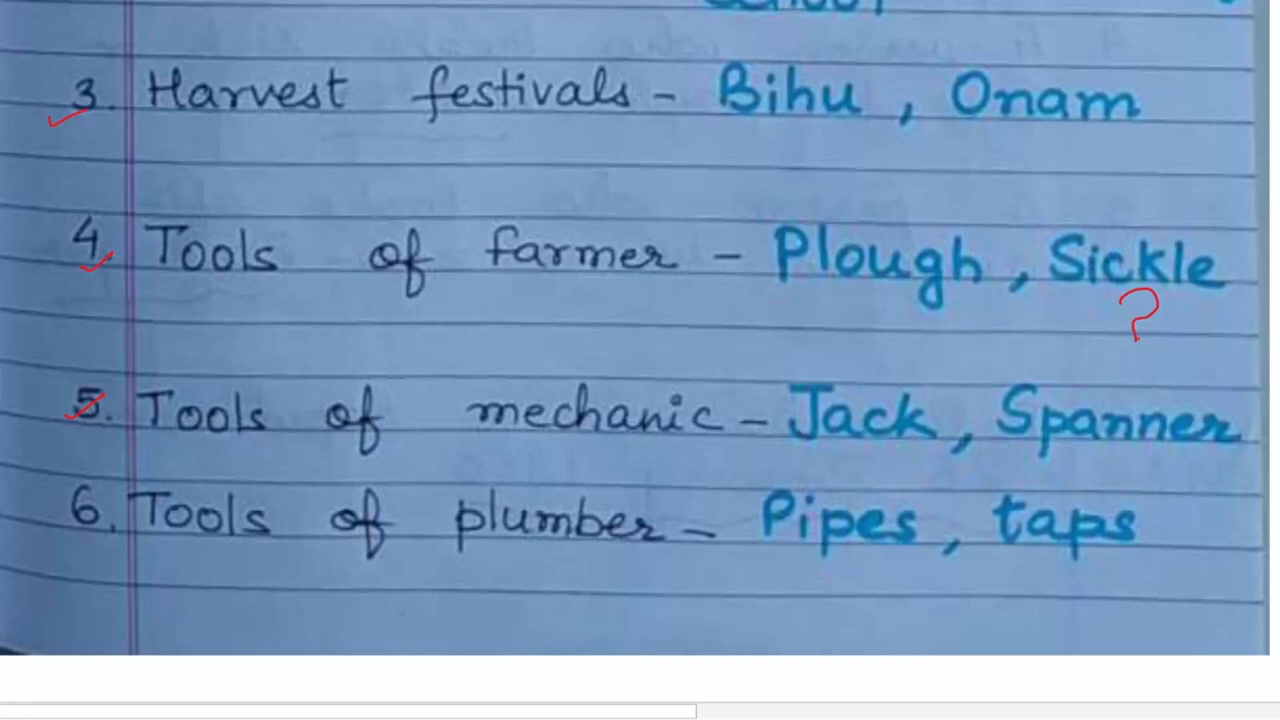 3. Harvest festivals - Bihu, Onam
4. Tools of farmer - Plough, Sickle
?
5. Tools of mechanic - Jack, Spanner
6. Tools of plumber - Pipes, taps